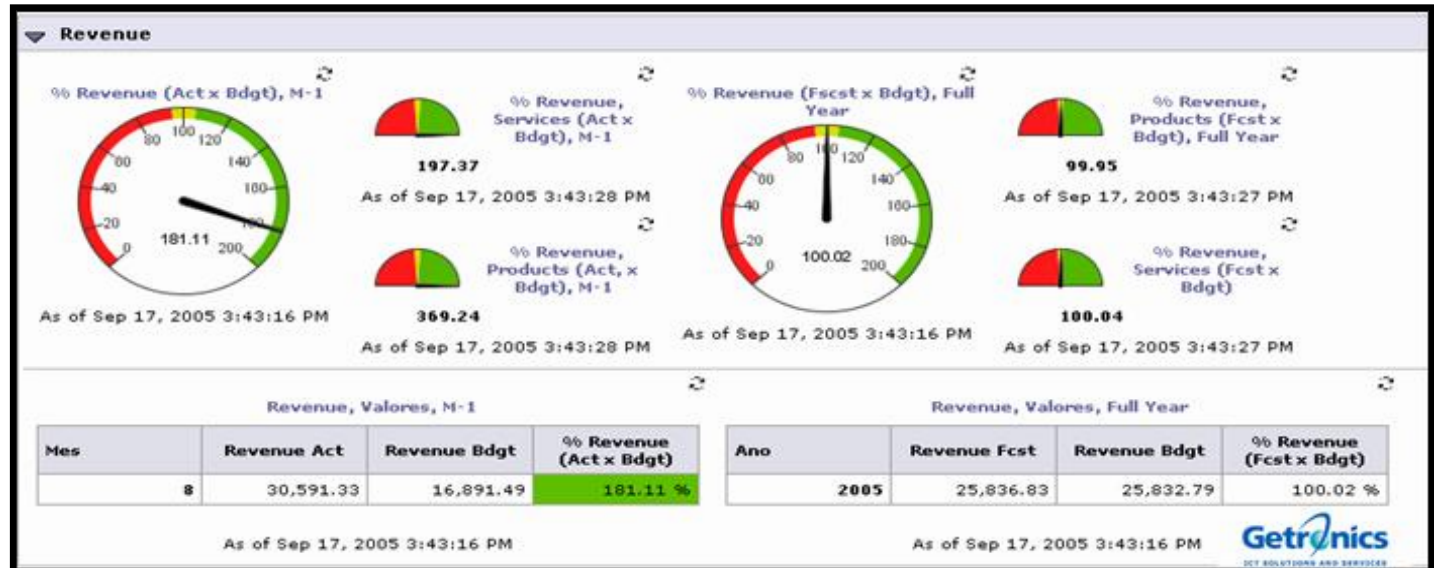 Revenue
% Revenue (Act x Bdgt), M-1
0
20
40
60
80
100
120
140
160
180
200
181.11
As of Sep 17, 2005 3:43:16 PM
% Revenue,
Services (Act x
Bdgt), M-1
197.37
As of Sep 17, 2005 3:43:28 PM
% Revenue,
Products (Act, x
Bdgt), M-1
369.24
As of Sep 17, 2005 3:43:28 PM
% Revenue (Fscst x Bdgt), Full
Year
0
20
40
60
80
100
120
140
160
180
200
100.02
As of Sep 17, 2005 3:43:16 PM
% Revenue,
Products (Fcst x
Bdgt), Full Year
99.95
As of Sep 17, 2005 3:43:27 PM
% Revenue,
Services (Fcst x
Bdgt)
100.04
As of Sep 17, 2005 3:43:27 PM
Revenue, Valores, M-1
Mes Revenue Act Revenue Bdgt % Revenue (Act x Bdgt)
8 30,591.33 16,891.49 181.11 %
As of Sep 17, 2005 3:43:16 PM
Revenue, Valores, Full Year
Ano Revenue Fcst Revenue Bdgt % Revenue (Fcst x Bdgt)
2005 25,836.83 25,832.79 100.02 %
As of Sep 17, 2005 3:43:16 PM
Getronics
ICT SOLUTIONS AND SERVICES